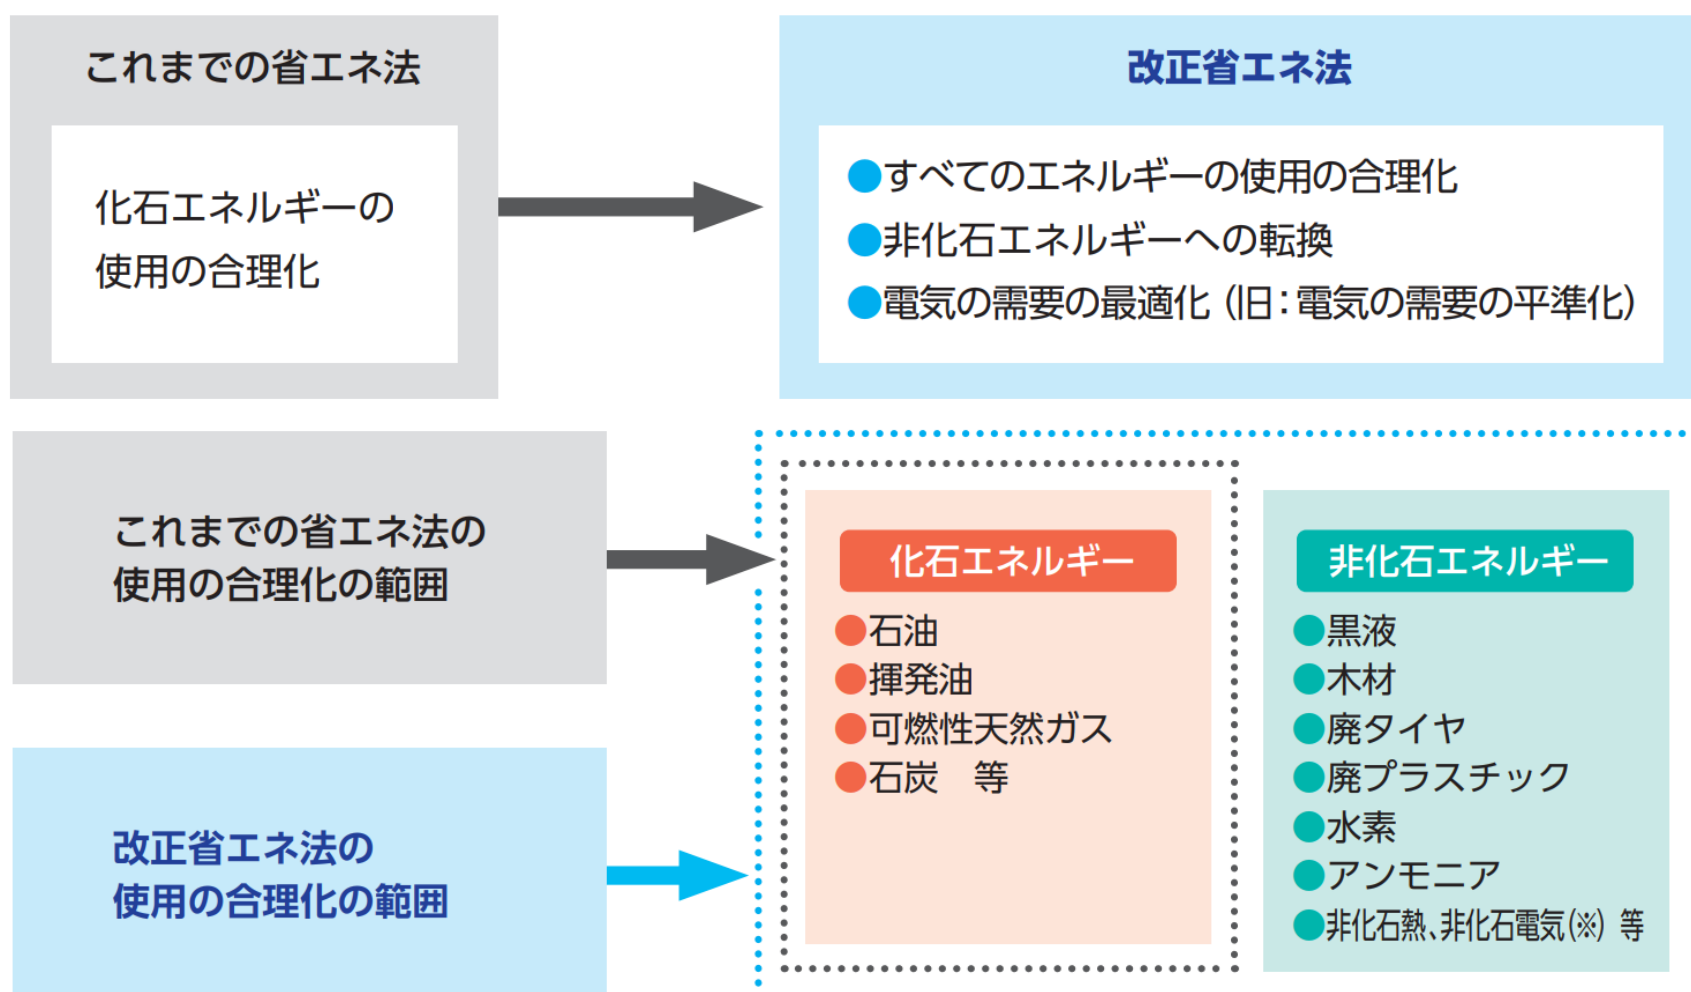 これまでの省エネ法
化石エネルギーの
使用の合理化
改正省エネ法
●すべてのエネルギーの使用の合理化
●非化石エネルギーへの転換
●電気の需要の最適化（旧：電気の需要の平準化）
これまでの省エネ法の
使用の合理化の範囲
改正省エネ法の
使用の合理化の範囲
化石エネルギー
●石油
●揮発油
●可燃性天然ガス
●石炭　等
非化石エネルギー
●黒液
●木材
●廃タイヤ
●廃プラスチック
●水素
●アンモニア
●非化石熱、非化石電気(※) 等